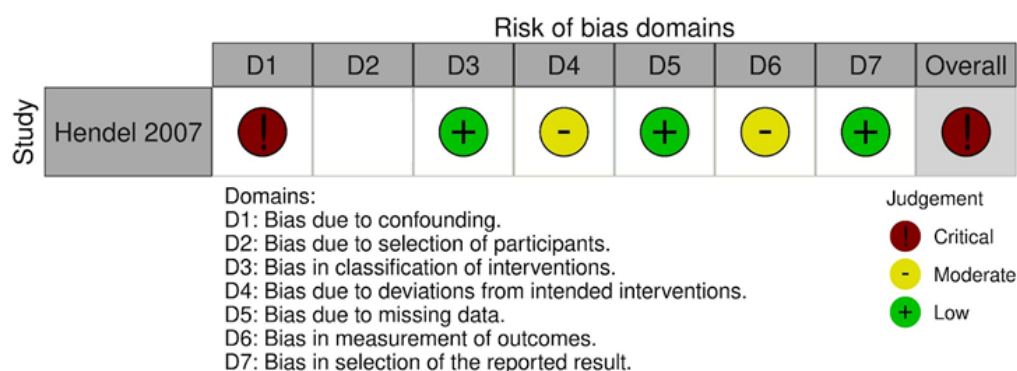 Risk of bias domains
D1 D2 D3 D4 D5 D6 D7 Overall
Study
Hendel 2007 ! + - + - + !
Domains:
D1: Bias due to confounding.
D2: Bias due to selection of participants.
D3: Bias in classification of interventions.
D4: Bias due to deviations from intended interventions.
D5: Bias due to missing data.
D6: Bias in measurement of outcomes.
D7: Bias in selection of the reported result.
Judgement
! Critical
- Moderate
+ Low